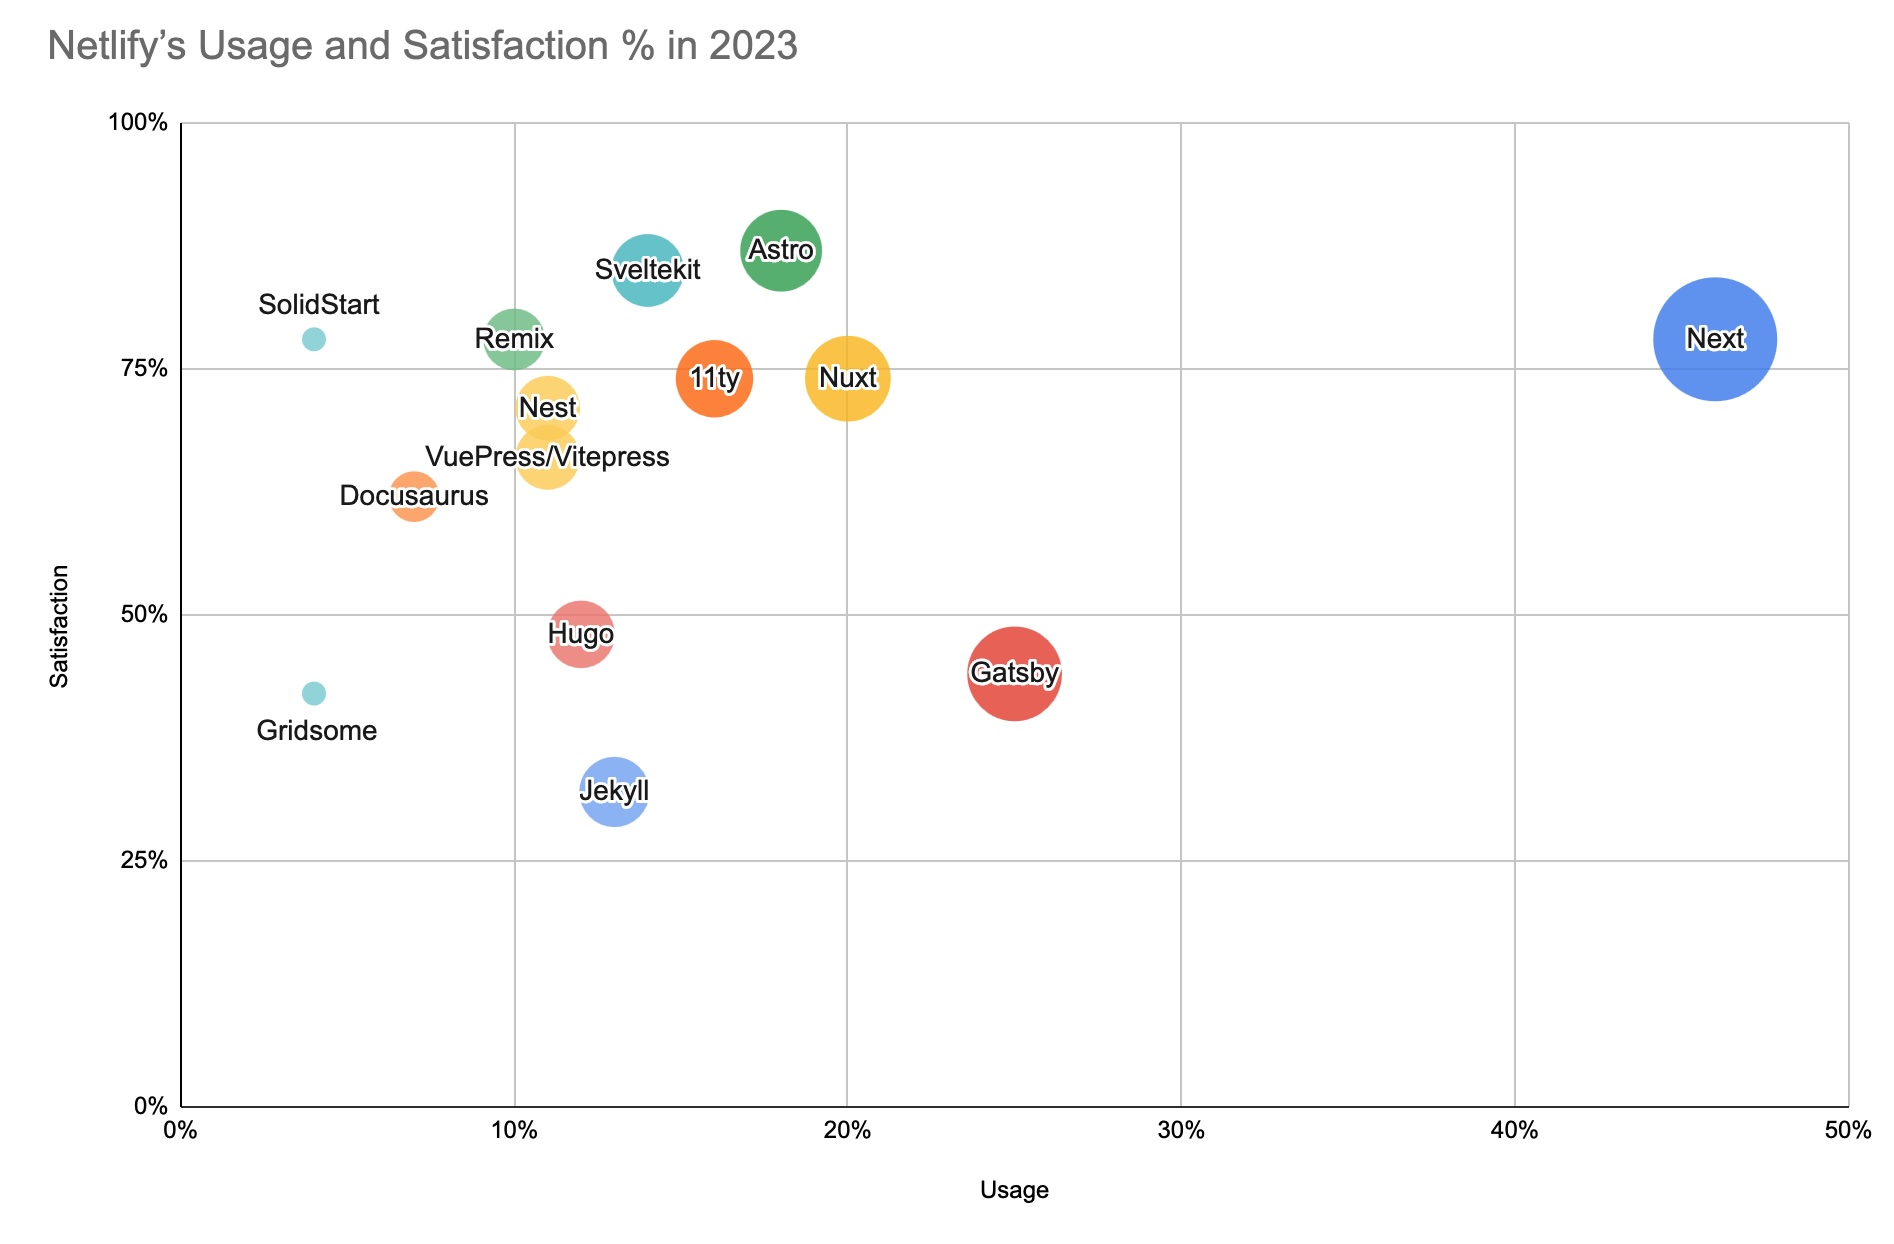 Netlify’s Usage and Satisfaction % in 2023
100%
Astro
Sveltekit
SolidStart
Remix
Next
75%
11ty
Nuxt
Nest
VuePress/Vitepress
Docusaurus
50%
Satisfaction
Hugo
Gatsby
Gridsome
Jekyll
25%
0%
0% 10% 20% 30% 40% 50%
Usage